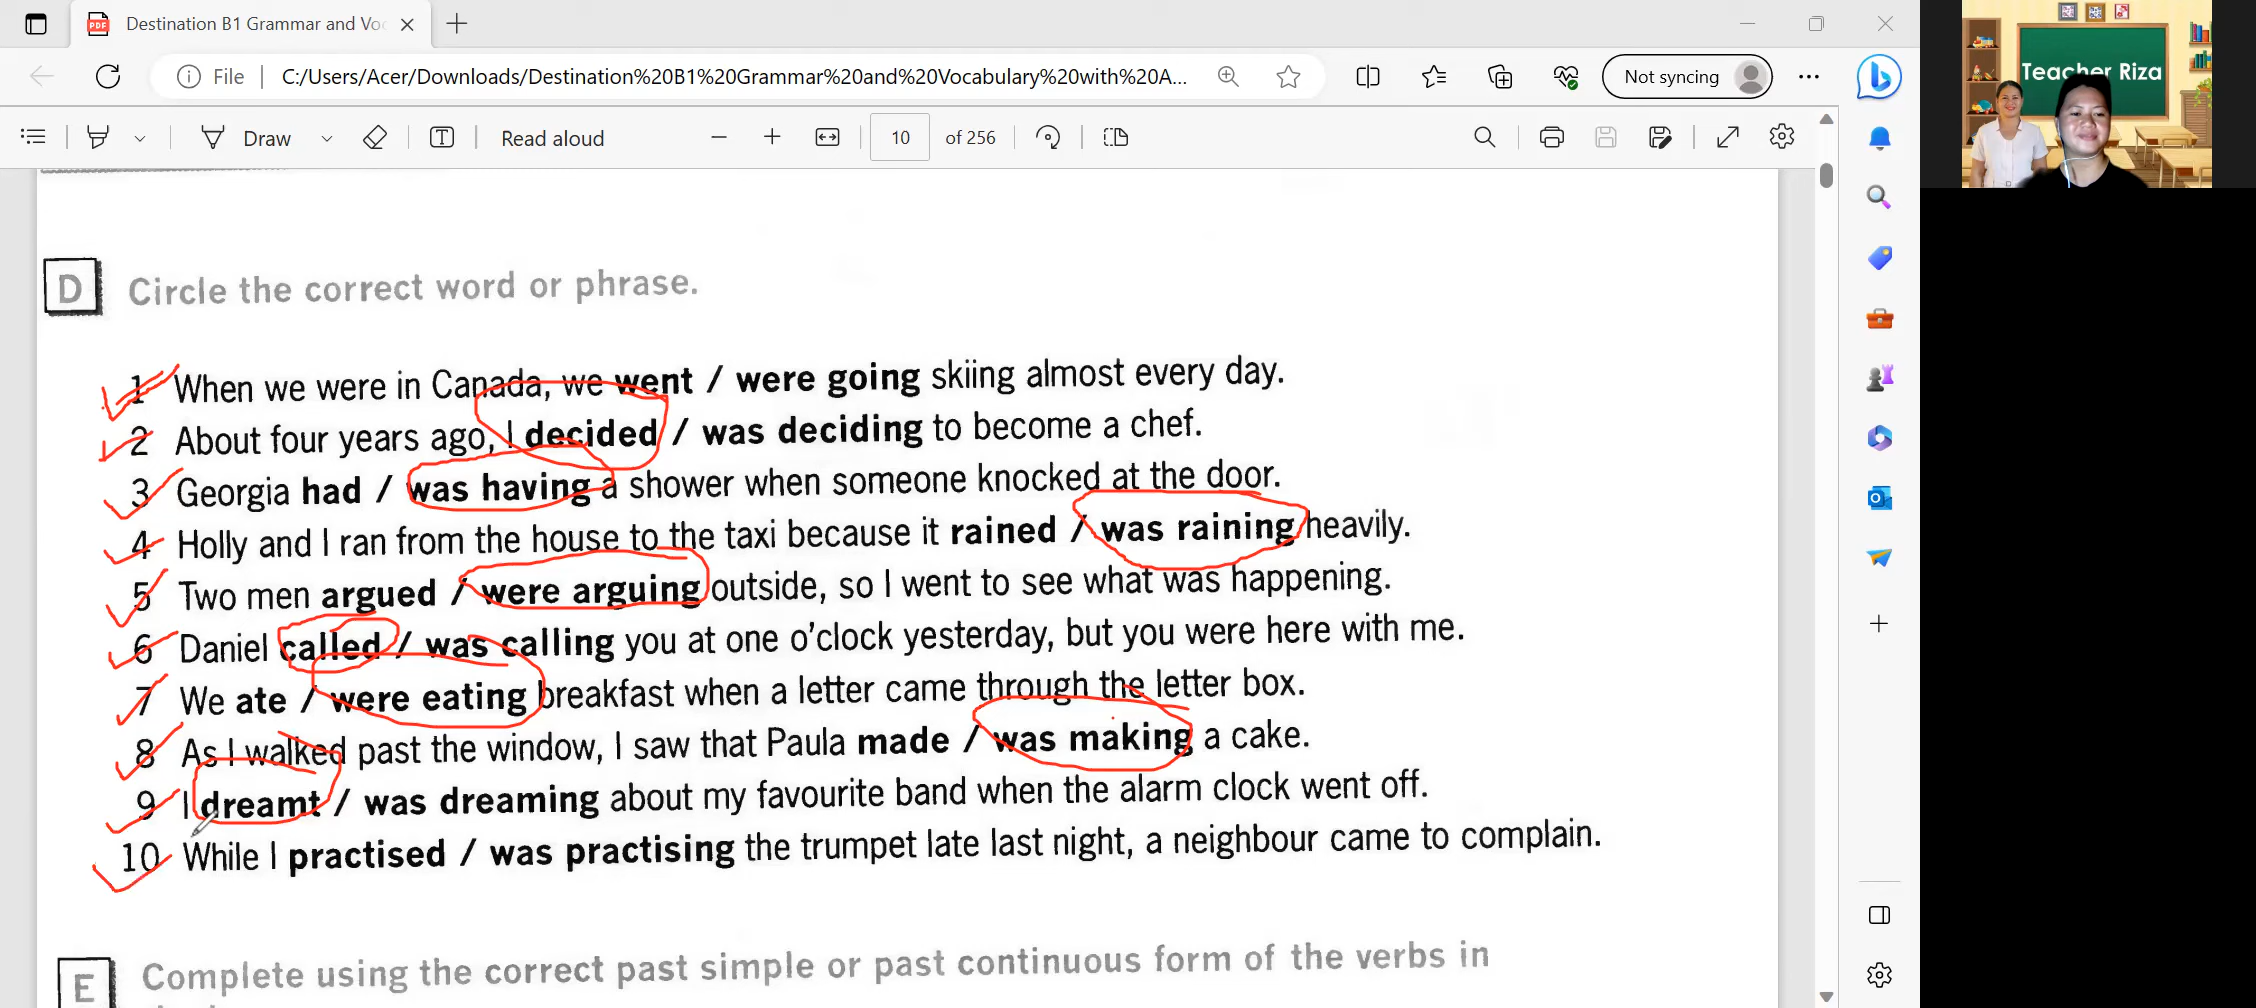 Destination B1 Grammar and Voc
File
C:/Users/Acer/Downloads/Destination%20B1%20Grammar%20and%20Vocabulary%20with%20A...
Not syncing
Draw
Read aloud
10 of 256
Teacher Riza
D Circle the correct word or phrase.
1 When we were in Canada, we went / were going skiing almost every day.
2 About four years ago, I decided / was deciding to become a chef.
3 Georgia had / was having a shower when someone knocked at the door.
4 Holly and I ran from the house to the taxi because it rained / was raining heavily.
5 Two men argued / were arguing outside, so I went to see what was happening.
6 Daniel called / was calling you at one o'clock yesterday, but you were here with me.
7 We ate / were eating breakfast when a letter came through the letter box.
8 As I walked past the window, I saw that Paula made / was making a cake.
9 I dreamt / was dreaming about my favourite band when the alarm clock went off.
10 While I practised / was practising the trumpet late last night, a neighbour came to complain.
E Complete using the correct past simple or past continuous form of the verbs in